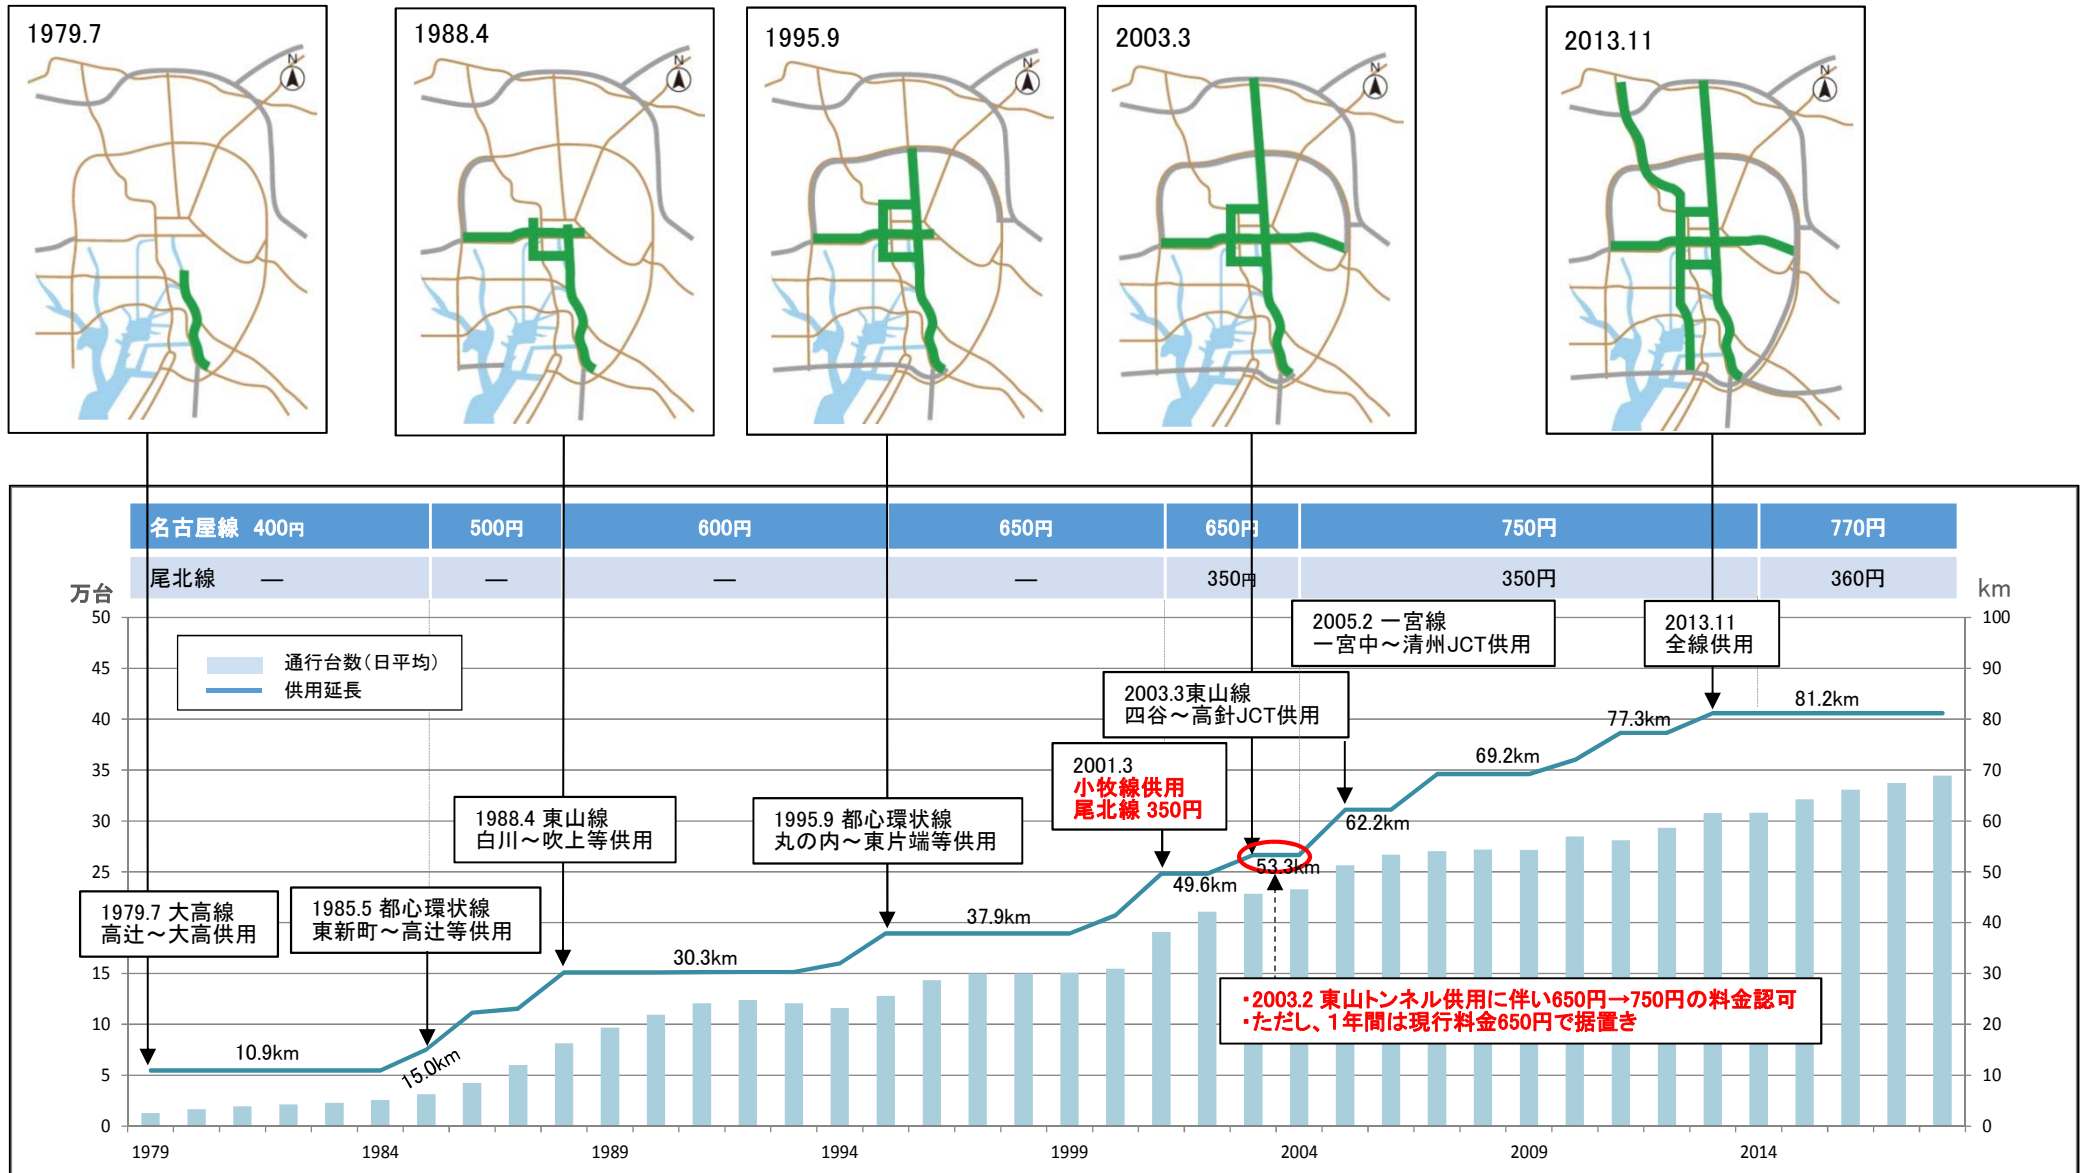 1979.7
N
1988.4
N
1995.9
N
2003.3
N
2013.11
N
名古屋線 400円 500円 600円 650円 650円 750円 770円
尾北線 ― ― ― ― 350円 350円 360円
万台
km
50
45
40
35
30
25
20
15
10
5
0
100
90
80
70
60
50
40
30
20
10
0
通行台数(日平均)
供用延長
1979.7 大高線
高辻～大高供用
1985.5 都心環状線
東新町～高辻等供用
1988.4 東山線
白川～吹上等供用
1995.9 都心環状線
丸の内～東片端等供用
2001.3
小牧線供用
尾北線 350円
2003.3東山線
四谷～高針JCT供用
2005.2 一宮線
一宮中～清州JCT供用
2013.11
全線供用
10.9km
15.0km
30.3km
37.9km
49.6km
53.3km
62.2km
69.2km
77.3km
81.2km
・2003.2 東山トンネル供用に伴い650円→750円の料金認可
・ただし、1年間は現行料金650円で据置き
1979 1984 1989 1994 1999 2004 2009 2014